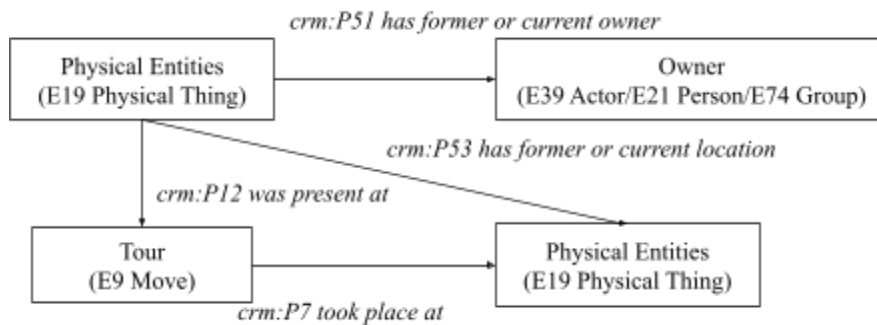 crm:P51 has former or current owner
Physical Entities
(E19 Physical Thing)
Owner
(E39 Actor/E21 Person/E74 Group)
crm:P53 has former or current location
crm:P12 was present at
Tour
(E9 Move)
Physical Entities
(E19 Physical Thing)
crm:P7 took place at